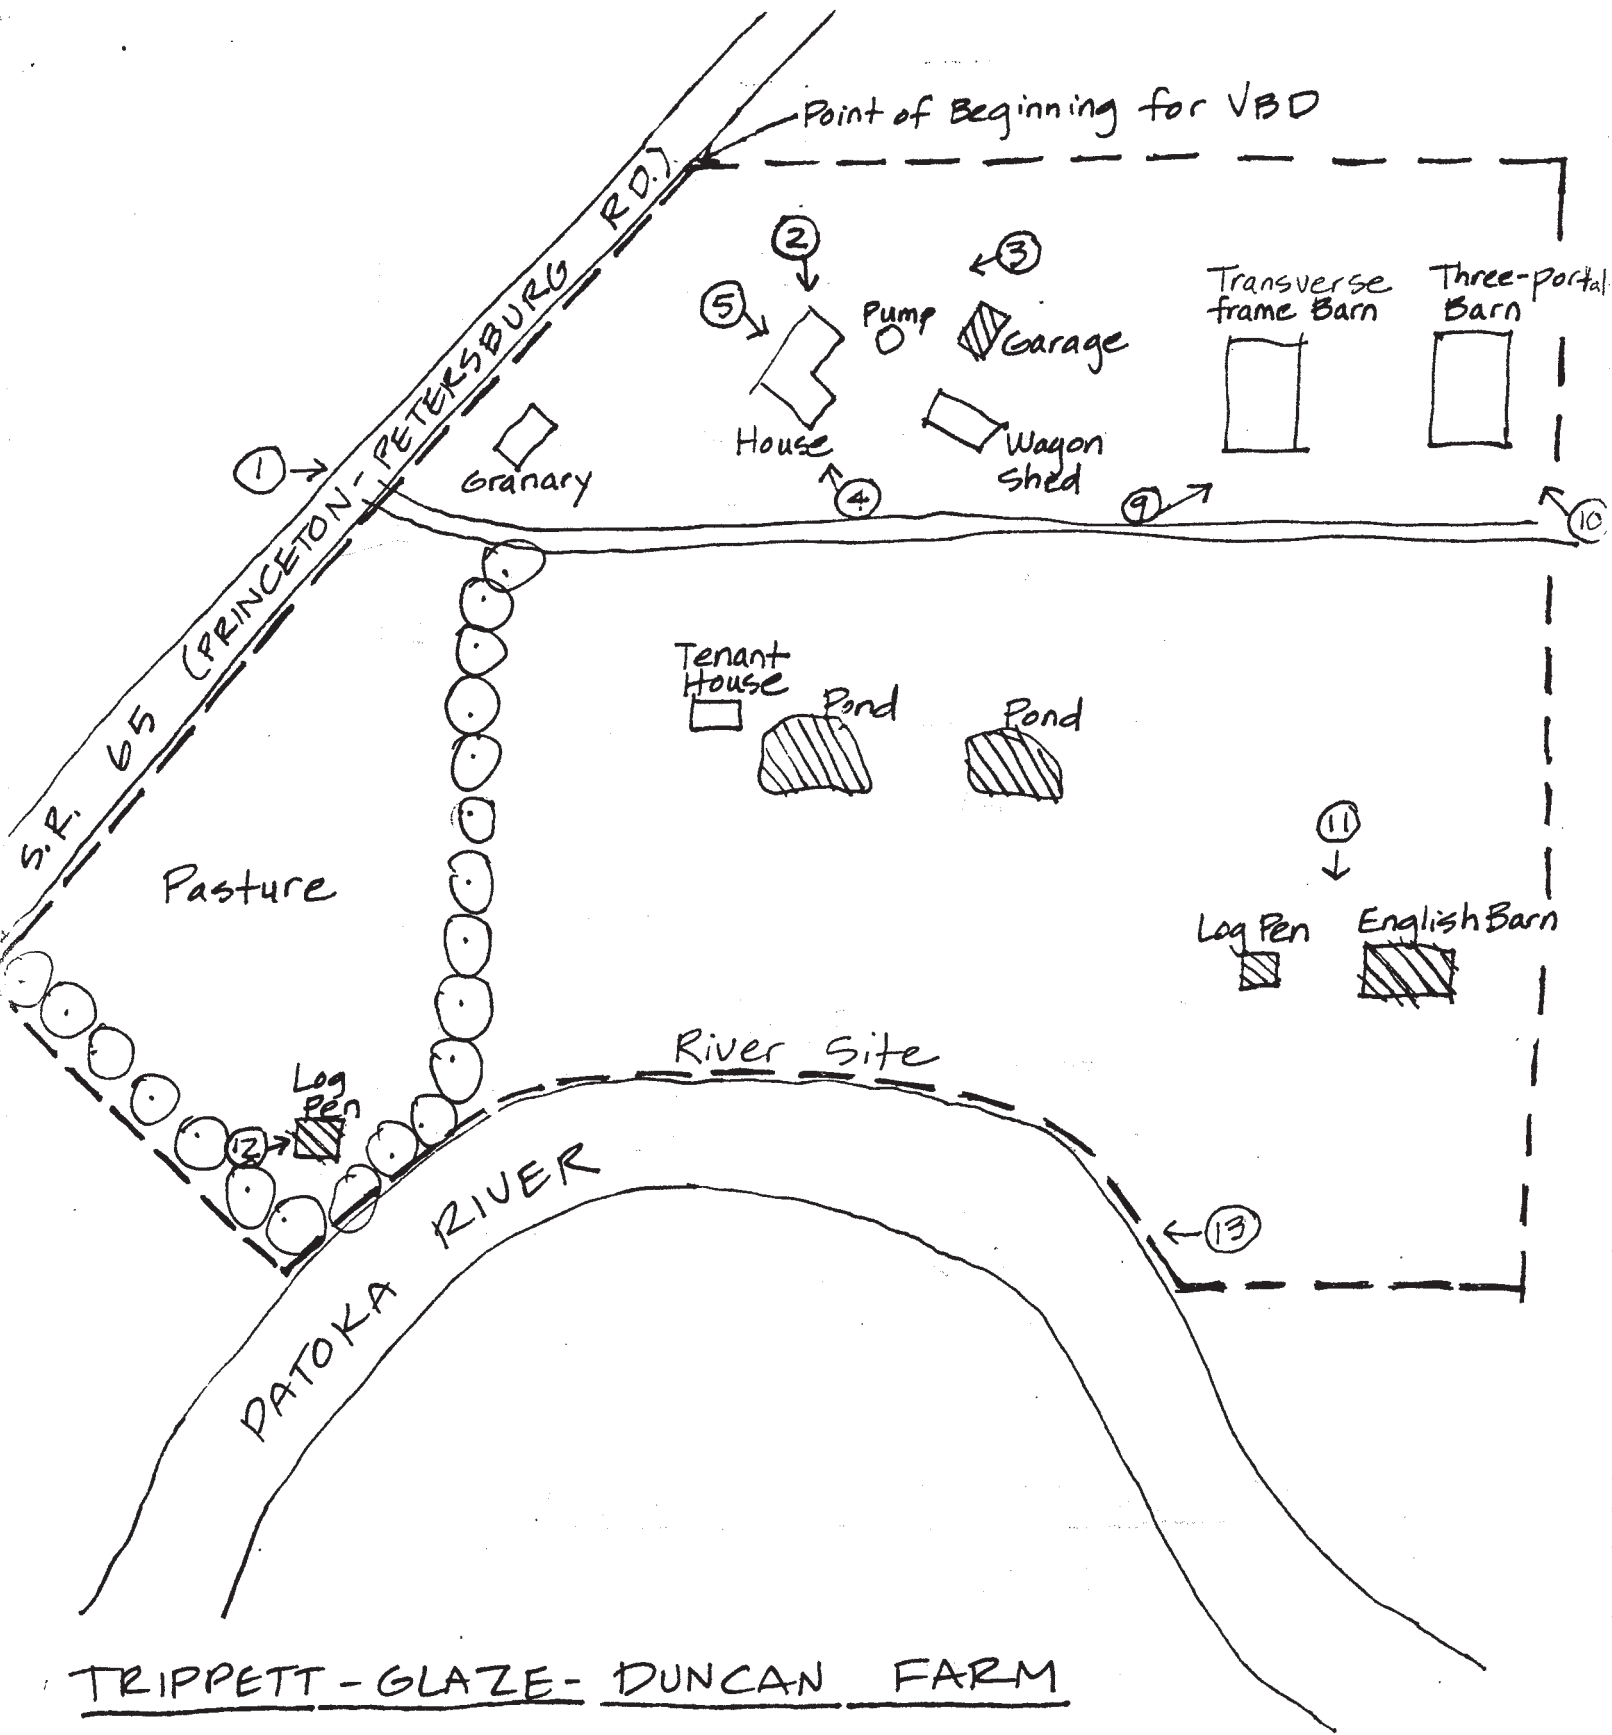 Point of Beginning for VBD
S.R. 65 (PRINCETON-PETERSBURG RD.)
2
3
5
Pump
Garage
Transverse
frame Barn
Three-portal
Barn
1
Granary
House
Wagon
Shed
4
9
10
Tenant
House
Pond
Pond
Pasture
11
Log Pen
English Barn
River Site
Log
Pen
12
13
PATOKA RIVER
TRIPPETT-GLAZE-DUNCAN FARM